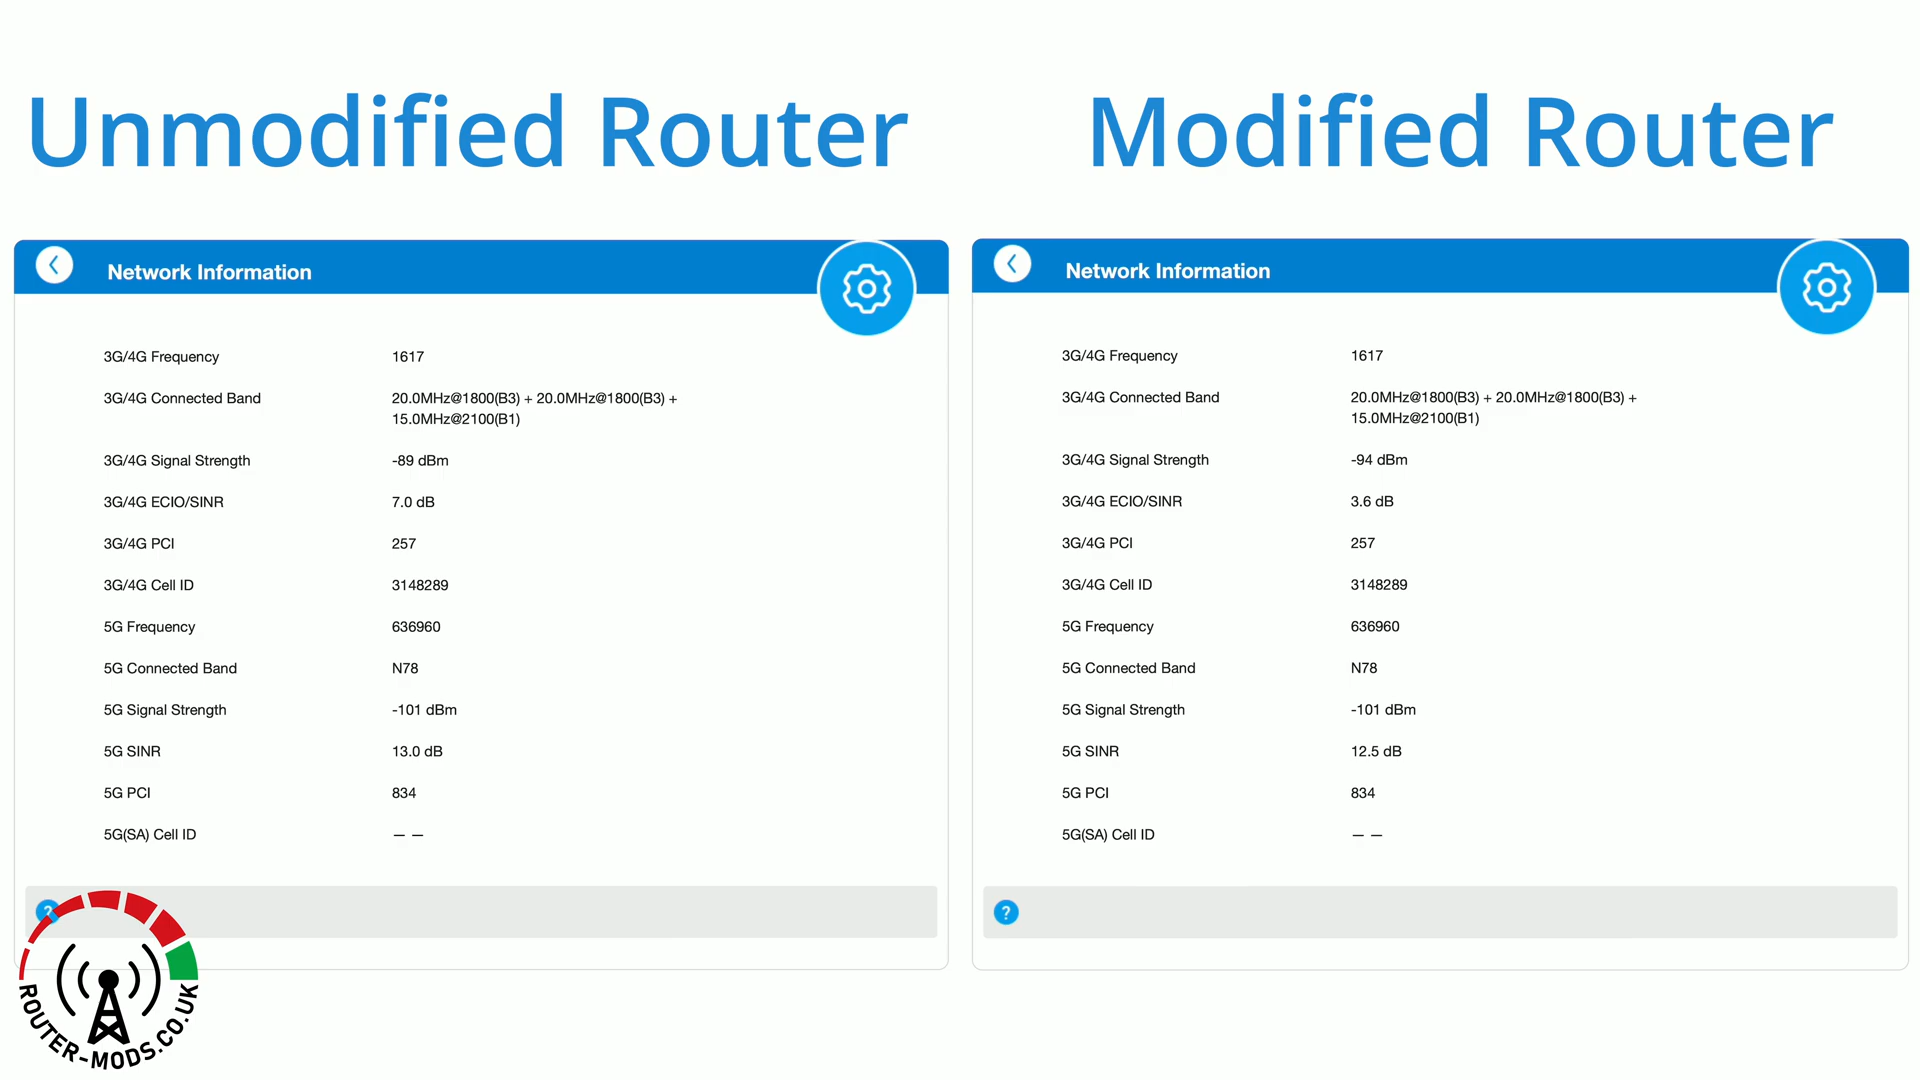 Unmodified Router
Modified Router
Network Information
3G/4G Frequency 1617
3G/4G Connected Band 20.0MHz@1800(B3) + 20.0MHz@1800(B3) +
15.0MHz@2100(B1)
3G/4G Signal Strength -89 dBm
3G/4G ECIO/SINR 7.0 dB
3G/4G PCI 257
3G/4G Cell ID 3148289
5G Frequency 636960
5G Connected Band N78
5G Signal Strength -101 dBm
5G SINR 13.0 dB
5G PCI 834
5G(SA) Cell ID — —
?
Network Information
3G/4G Frequency 1617
3G/4G Connected Band 20.0MHz@1800(B3) + 20.0MHz@1800(B3) +
15.0MHz@2100(B1)
3G/4G Signal Strength -94 dBm
3G/4G ECIO/SINR 3.6 dB
3G/4G PCI 257
3G/4G Cell ID 3148289
5G Frequency 636960
5G Connected Band N78
5G Signal Strength -101 dBm
5G SINR 12.5 dB
5G PCI 834
5G(SA) Cell ID — —
?
ROUTER-MODS.CO.UK